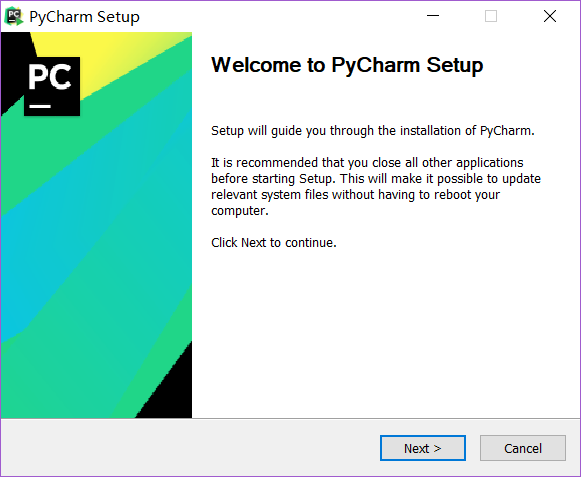 PyCharm Setup
PC
Welcome to PyCharm Setup
Setup will guide you through the installation of PyCharm.
It is recommended that you close all other applications
before starting Setup. This will make it possible to update
relevant system files without having to reboot your
computer.
Click Next to continue.
Next >
Cancel